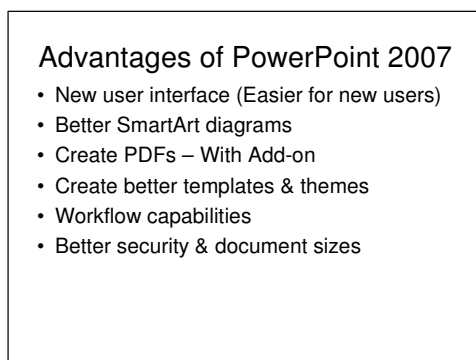 Advantages of PowerPoint 2007
• New user interface (Easier for new users)
• Better SmartArt diagrams
• Create PDFs – With Add-on
• Create better templates & themes
• Workflow capabilities
• Better security & document sizes